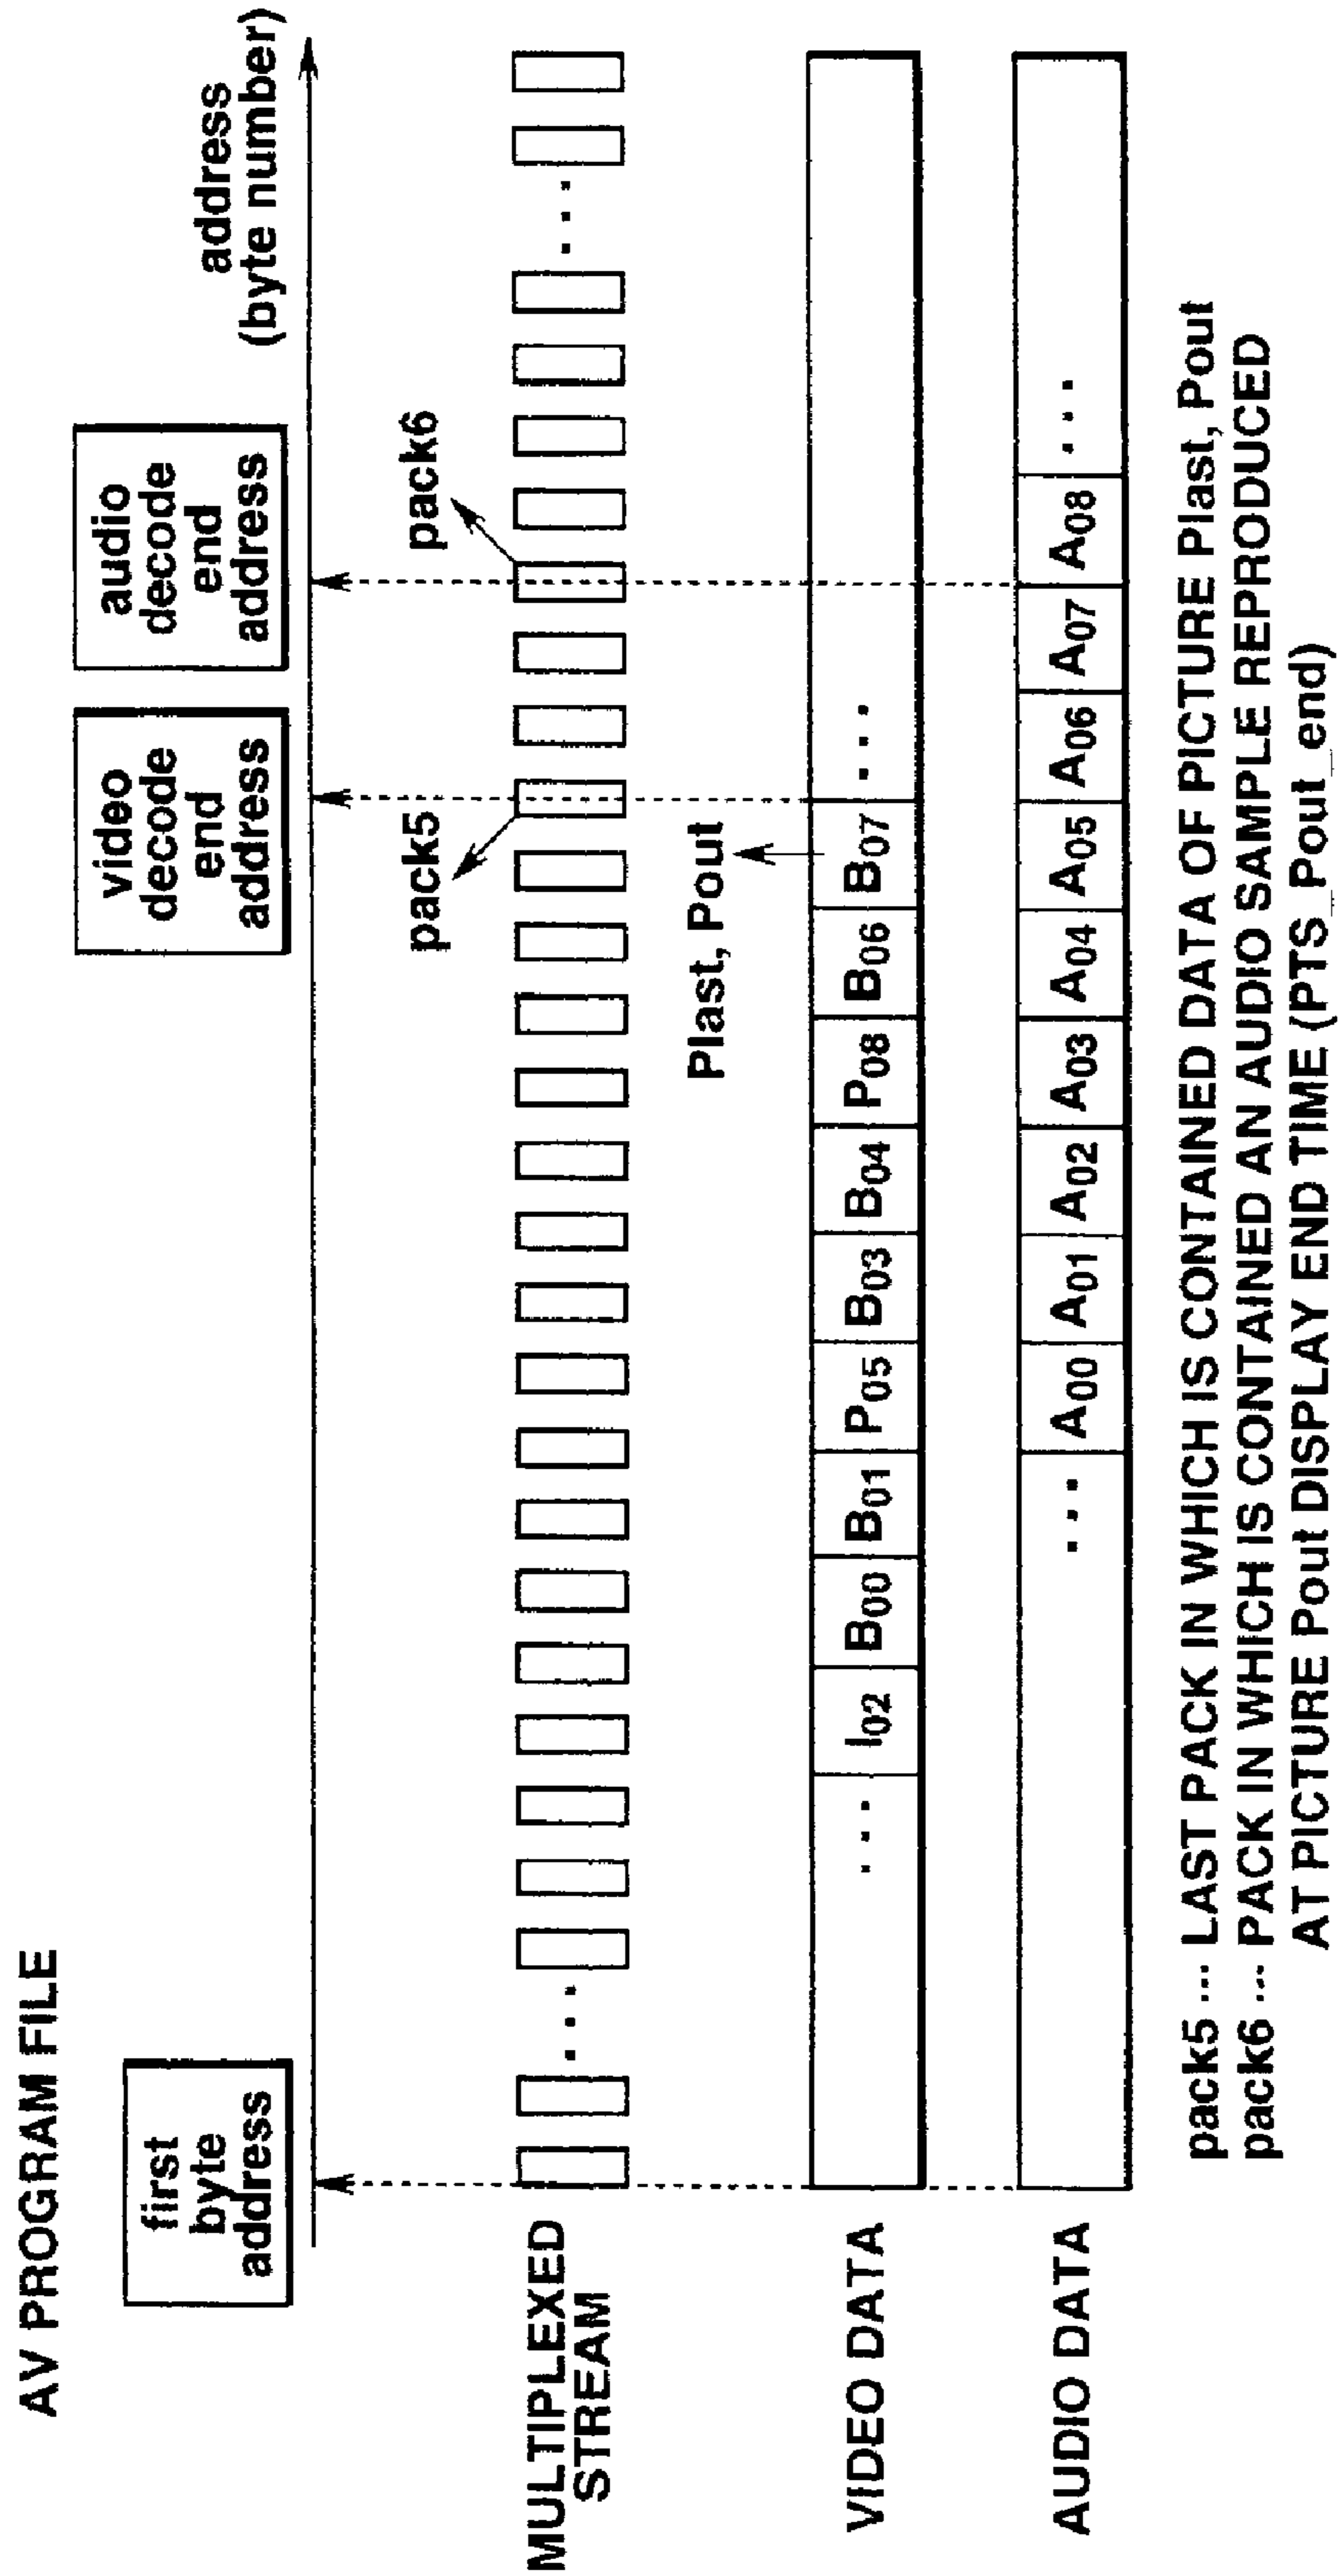 AV PROGRAM FILE
first
byte
address
video
decode
end
address
audio
decode
end
address
address
(byte number)
MULTIPLEXED
STREAM
...
pack5
pack6
...
Plast, Pout
VIDEO DATA
... I02 B00 B01 P05 B03 B04 P08 B06 B07 ...
AUDIO DATA
... A00 A01 A02 A03 A04 A05 A06 A07 A08 ...
pack5 ... LAST PACK IN WHICH IS CONTAINED DATA OF PICTURE Plast, Pout
pack6 ... PACK IN WHICH IS CONTAINED AN AUDIO SAMPLE REPRODUCED
AT PICTURE Pout DISPLAY END TIME (PTS_Pout_end)